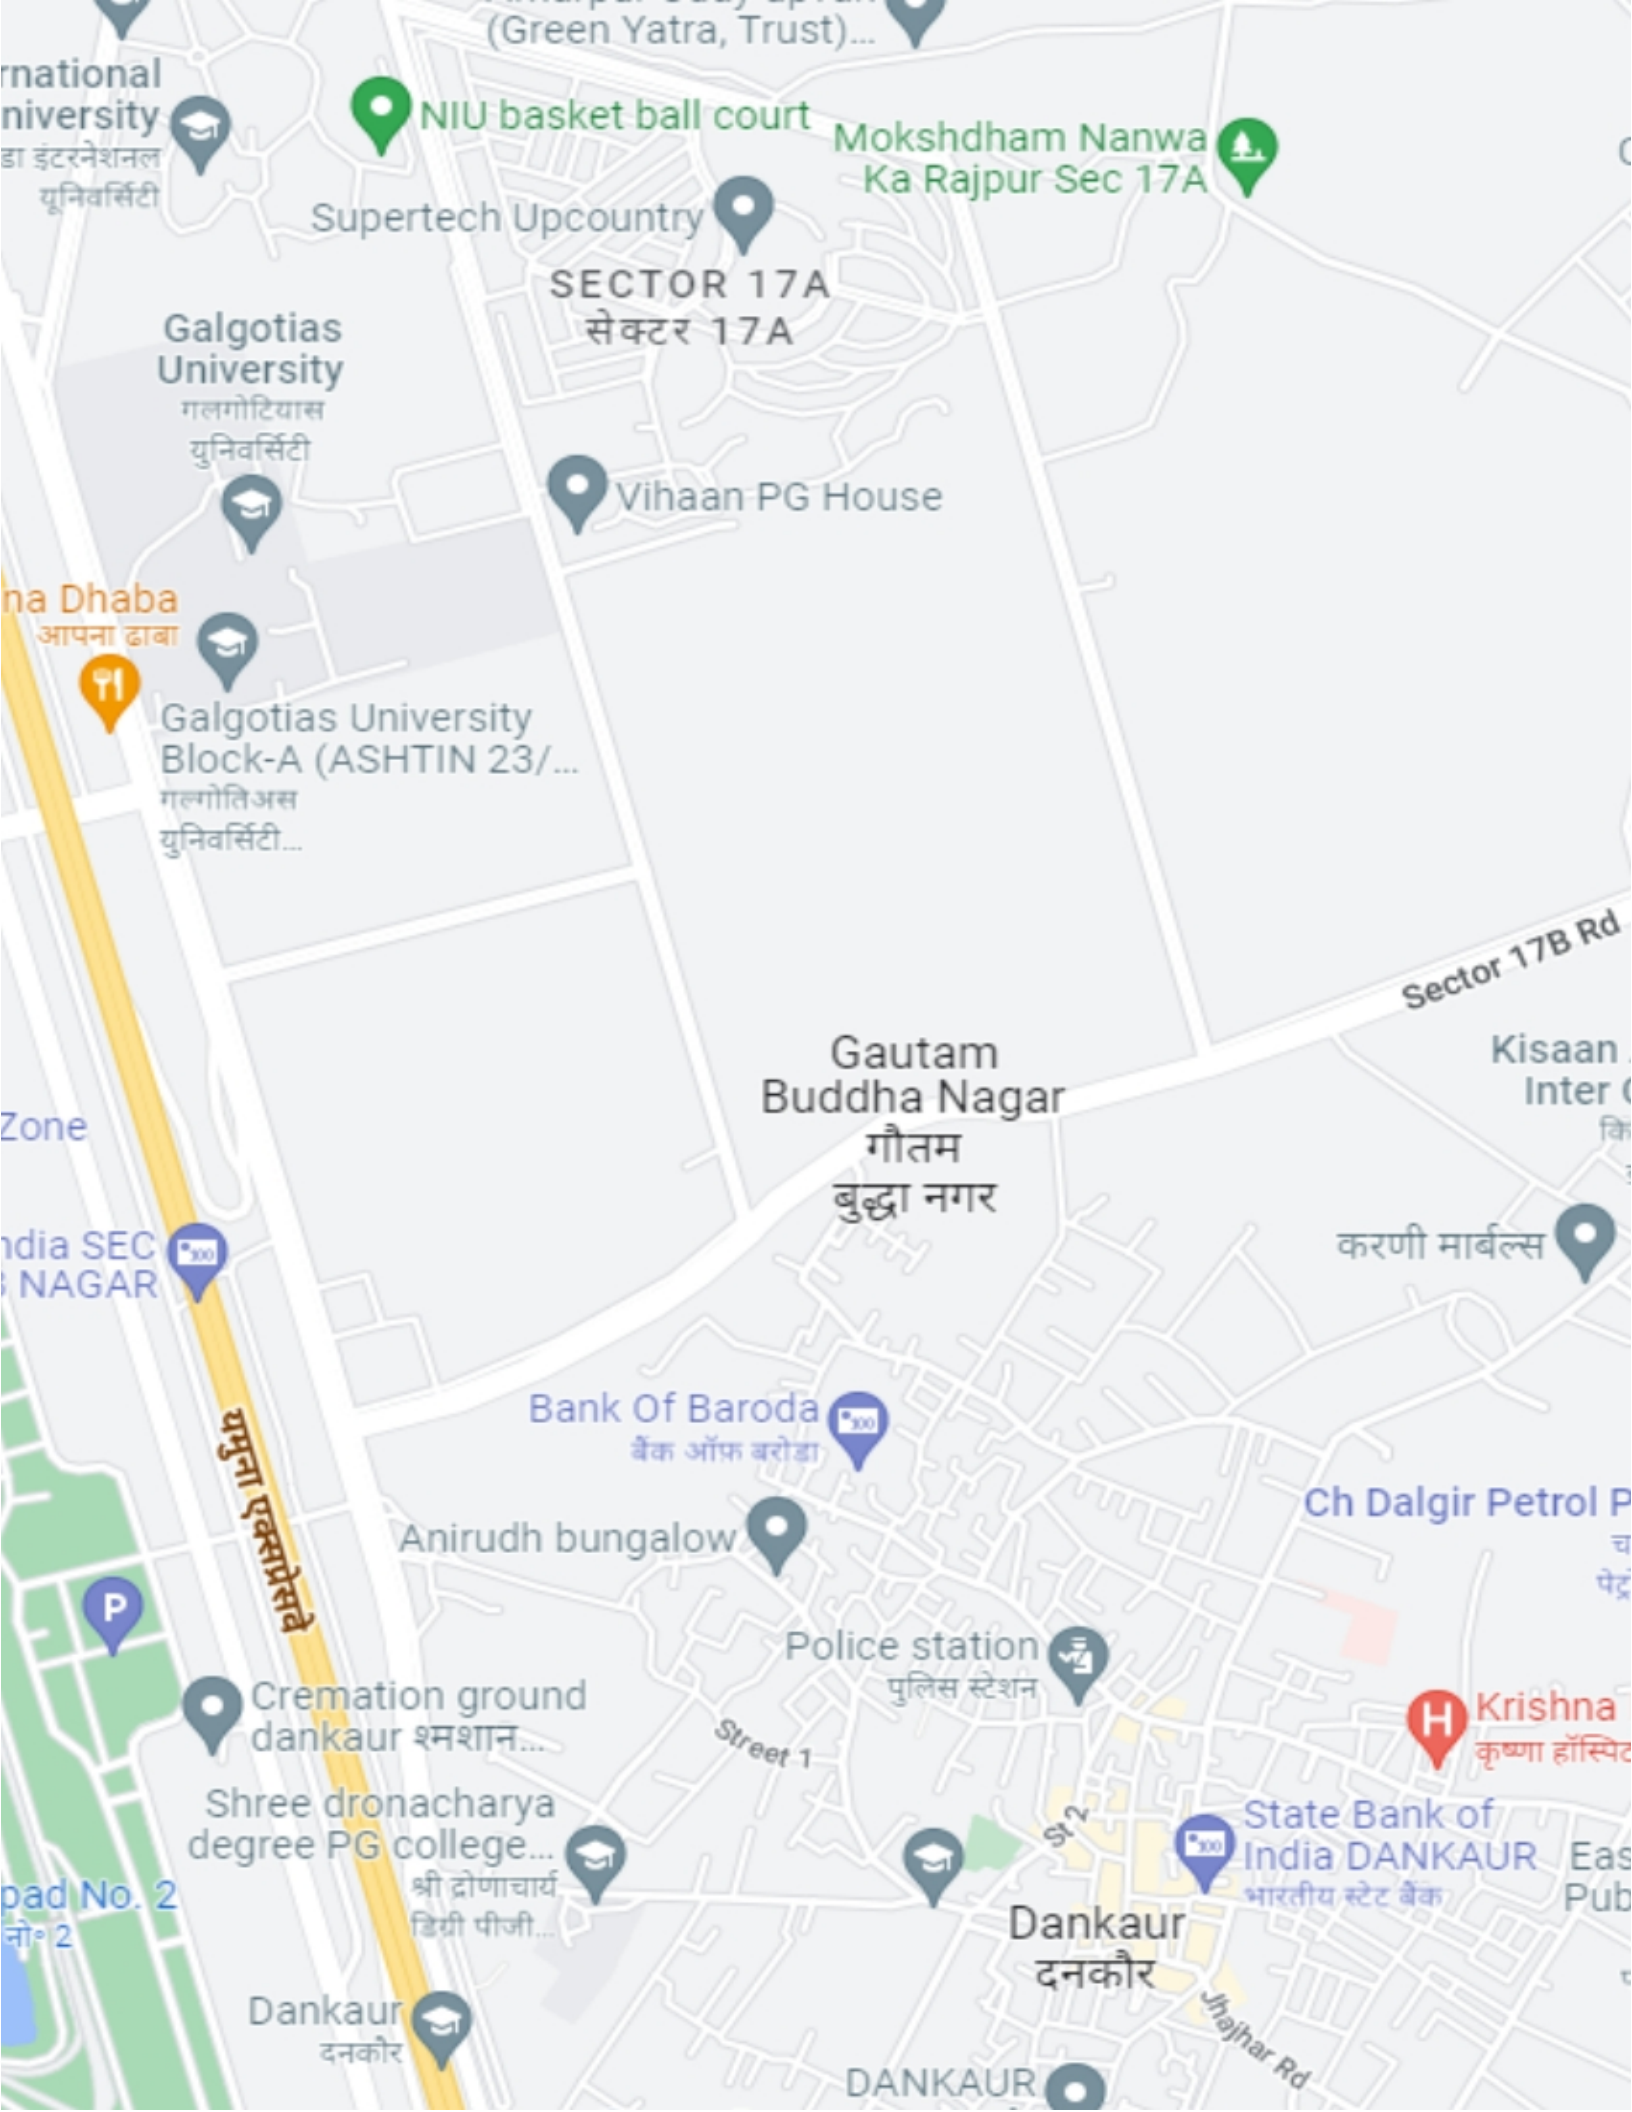 (Green Yatra, Trust)...
rnational
niversity
डा इंटरनेशनल
यूनिवर्सिटी
NIU basket ball court
Mokshdham Nanwa
Ka Rajpur Sec 17A
Supertech Upcountry
SECTOR 17A
सेक्टर 17A
Galgotias
University
गलगोटियास
युनिवर्सिटी
Vihaan PG House
na Dhaba
आपना ढाबा
Galgotias University
Block-A (ASHTIN 23/...
गल्गोतिअस
युनिवर्सिटी...
Sector 17B Rd
Gautam
Buddha Nagar
गौतम
बुद्धा नगर
Kisaan
Inter
Zone
ndia SEC
NAGAR
करणी मार्बल्स
यमुना एक्सप्रेसवे
Bank Of Baroda
बैंक ऑफ़ बरोडा
Ch Dalgir Petrol P
Anirudh bungalow
P
Police station
पुलिस स्टेशन
Cremation ground
dankaur श्मशान...
Street 1
H
Krishna
कृष्णा हॉस्पिट
Shree dronacharya
degree PG college...
श्री द्रोणाचार्य
डिग्री पीजी...
St 2
State Bank of
India DANKAUR
भारतीय स्टेट बैंक
Eas
Pub
pad No. 2
नो॰ 2
Dankaur
दनकौर
Dankaur
दनकौर
Jhajhar Rd
DANKAUR